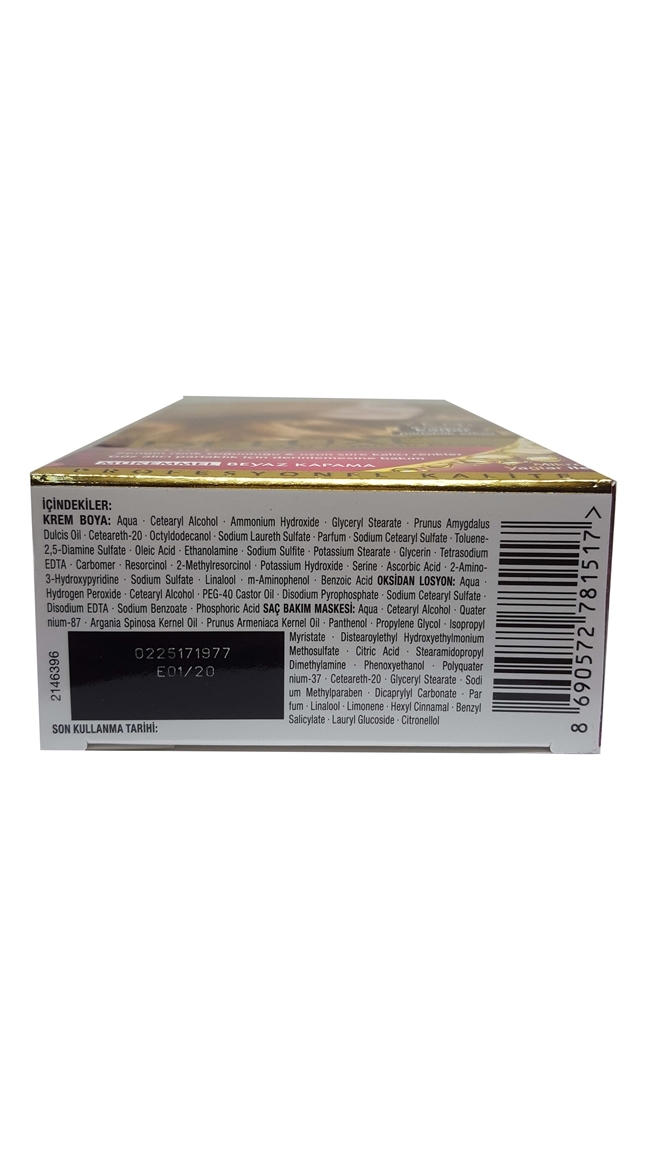 MÜKEMMEL BEYAZ KAPAMA
PROFESYONEL KALİTE
İÇİNDEKİLER:
KREM BOYA: Aqua · Cetearyl Alcohol · Ammonium Hydroxide · Glyceryl Stearate · Prunus Amygdalus
Dulcis Oil · Ceteareth-20 · Octyldodecanol · Sodium Laureth Sulfate · Parfum · Sodium Cetearyl Sulfate · Toluene-
2,5-Diamine Sulfate · Oleic Acid · Ethanolamine · Sodium Sulfite · Potassium Stearate · Glycerin · Tetrasodium
EDTA · Carbomer · Resorcinol · 2-Methylresorcinol · Potassium Hydroxide · Serine · Ascorbic Acid · 2-Amino-
3-Hydroxypyridine · Sodium Sulfate · Linalool · m-Aminophenol · Benzoic Acid OKSİDAN LOSYON: Aqua ·
Hydrogen Peroxide · Cetearyl Alcohol · PEG-40 Castor Oil · Disodium Pyrophosphate · Sodium Cetearyl Sulfate ·
Disodium EDTA · Sodium Benzoate · Phosphoric Acid SAÇ BAKIM MASKESİ: Aqua · Cetearyl Alcohol · Quater
nium-87 · Argania Spinosa Kernel Oil · Prunus Armeniaca Kernel Oil · Panthenol · Propylene Glycol · Isopropyl
Myristate · Distearoylethyl Hydroxyethylmonium
Methosulfate · Citric Acid · Stearamidopropyl
Dimethylamine · Phenoxyethanol · Polyquater
nium-37 · Ceteareth-20 · Glyceryl Stearate · Sodi
um Methylparaben · Dicaprylyl Carbonate · Par
fum · Linalool · Limonene · Hexyl Cinnamal · Benzyl
Salicylate · Lauryl Glucoside · Citronellol
0225171977
E01/20
2146396
SON KULLANMA TARİHİ:
8 690572 781517 >